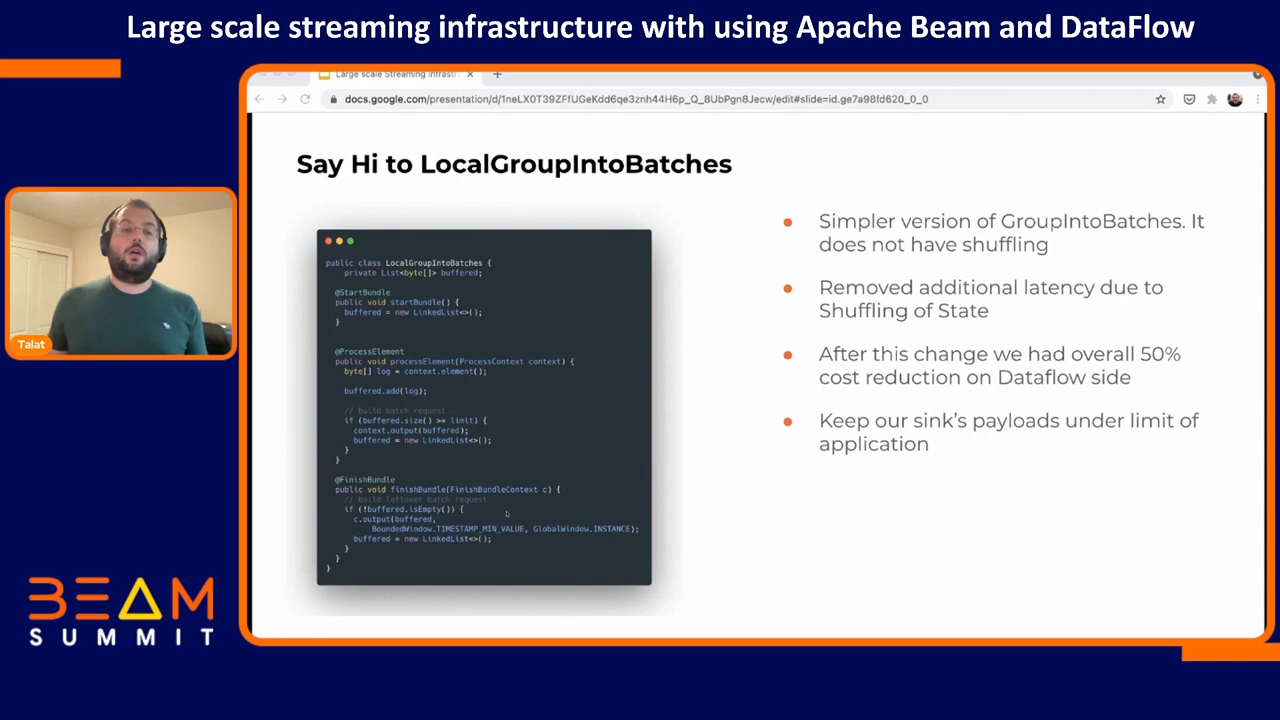 Large scale streaming infrastructure with using Apache Beam and DataFlow
Large scale Streaming Infrast
docs.google.com/presentation/d/1neLX0T39ZFfUGeKdd6qe3znh44H6p_Q_8UbPgn8Jecw/edit#slide=id.ge7a98fd620_0_0
Say Hi to LocalGroupIntoBatches
public class LocalGroupIntoBatches {
private List<byte[]> buffered;
@StartBundle
public void startBundle() {
buffered = new LinkedList<>();
}
@ProcessElement
public void processElement(ProcessContext context) {
byte[] log = context.element();
buffered.add(log);
// build batch request
if (buffered.size() >= limit) {
context.output(buffered);
buffered = new LinkedList<>();
}
}
@FinishBundle
public void finishBundle(FinishBundleContext c) {
// build leftover batch request
if (!buffered.isEmpty()) {
c.output(buffered,
BoundedWindow.TIMESTAMP_MIN_VALUE, GlobalWindow.INSTANCE);
buffered = new LinkedList<>();
}
}
}
Simpler version of GroupIntoBatches. It
does not have shuffling
Removed additional latency due to
Shuffling of State
After this change we had overall 50%
cost reduction on Dataflow side
Keep our sink's payloads under limit of
application
Talat
BEAM
SUMMIT